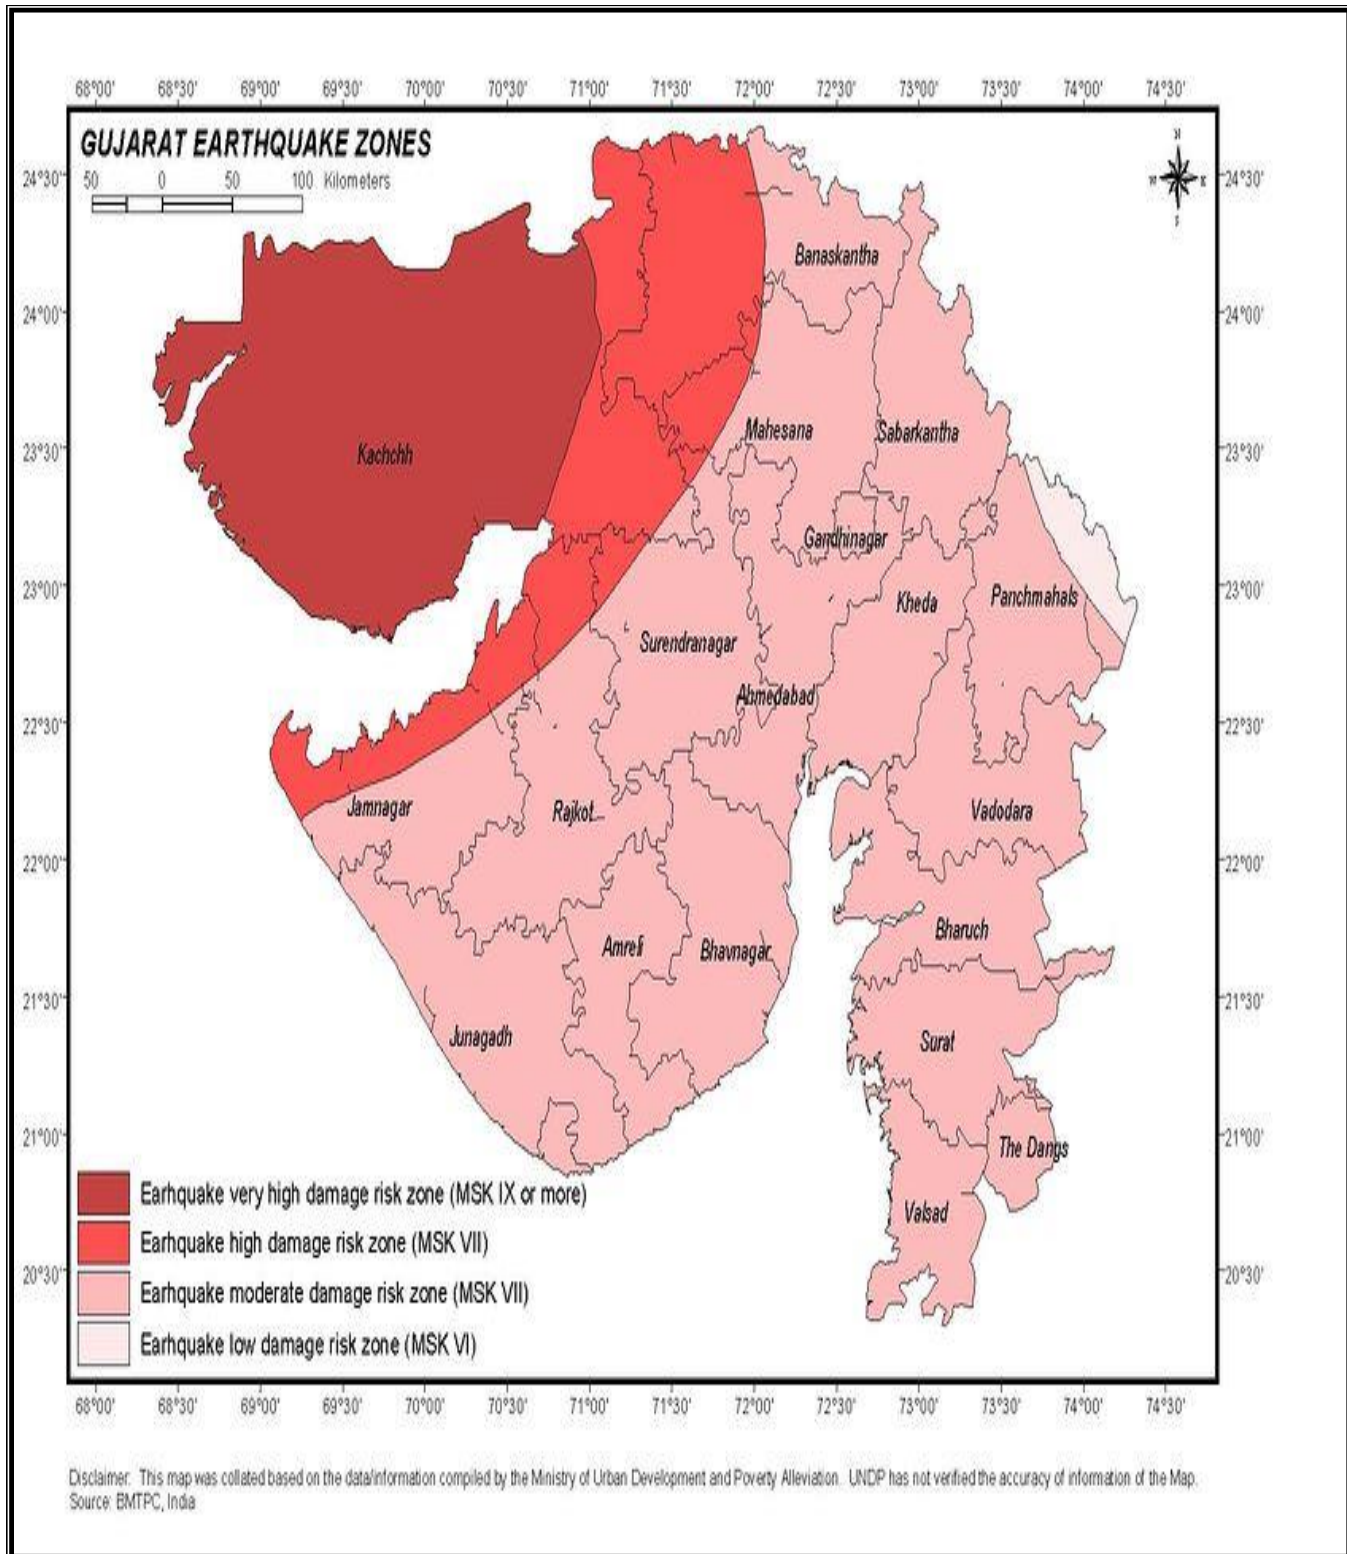 68°00' 68°30' 69°00' 69°30' 70°00' 70°30' 71°00' 71°30' 72°00' 72°30' 73°00' 73°30' 74°00' 74°30'
GUJARAT EARTHQUAKE ZONES
50 0 50 100 Kilometers
N
W E
S
24°30' 24°30'
Banaskantha
24°00' 24°00'
Mahesana Sabarkantha
Kachchh
23°30' 23°30'
Gandhinagar
23°00' 23°00'
Kheda Panchmahals
Surendranagar
Ahmedabad
22°30' 22°30'
Jamnagar Rajkot Vadodara
22°00' 22°00'
Amreli Bhavnagar Bharuch
21°30' 21°30'
Junagadh Surat
21°00' 21°00'
The Dangs
Earhquake very high damage risk zone (MSK IX or more)
Valsad
Earhquake high damage risk zone (MSK VII)
20°30' 20°30'
Earhquake moderate damage risk zone (MSK VII)
Earhquake low damage risk zone (MSK VI)
68°00' 68°30' 69°00' 69°30' 70°00' 70°30' 71°00' 71°30' 72°00' 72°30' 73°00' 73°30' 74°00' 74°30'
Disclaimer: This map was collated based on the data/information compiled by the Ministry of Urban Development and Poverty Alleviation. UNDP has not verified the accuracy of information of the Map.
Source: BMTPC, India